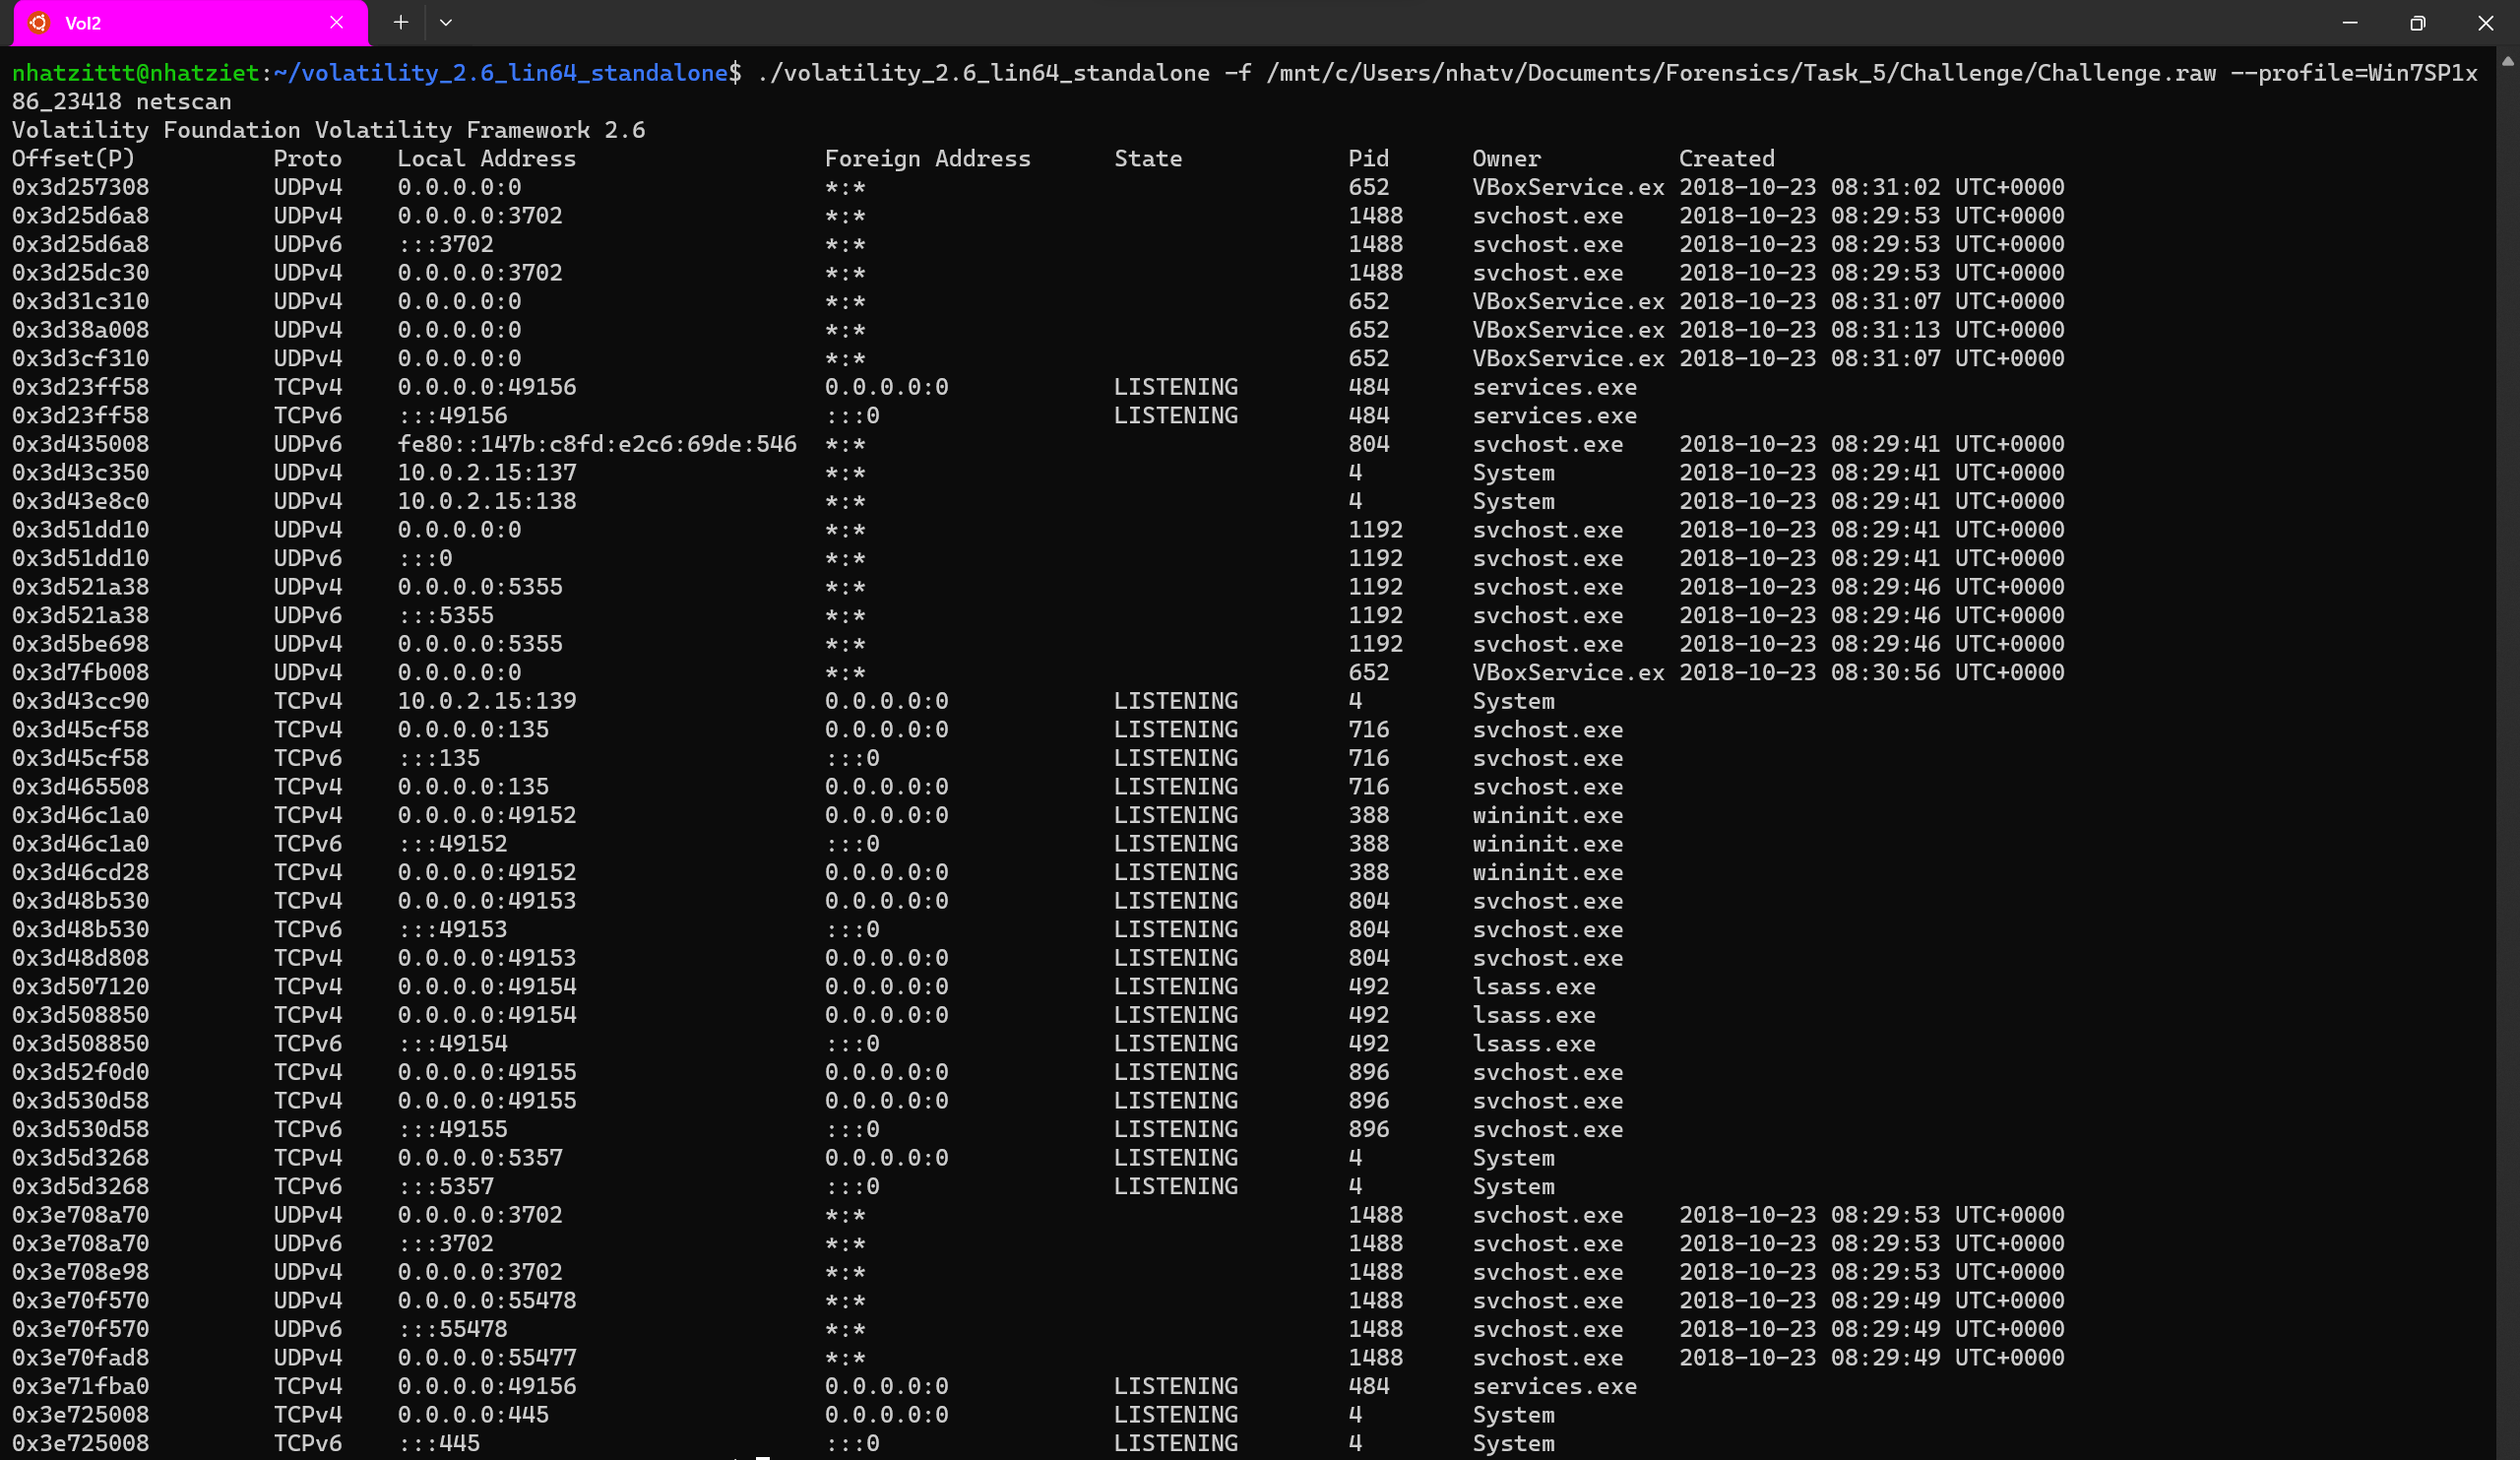 Vol2
nhatzittt@nhatziet:~/volatility_2.6_lin64_standalone$ ./volatility_2.6_lin64_standalone -f /mnt/c/Users/nhatv/Documents/Forensics/Task_5/Challenge/Challenge.raw --profile=Win7SP1x
86_23418 netscan
Volatility Foundation Volatility Framework 2.6
Offset(P) Proto Local Address Foreign Address State Pid Owner Created
0x3d257308 UDPv4 0.0.0.0:0 *:* 652 VBoxService.ex 2018-10-23 08:31:02 UTC+0000
0x3d25d6a8 UDPv4 0.0.0.0:3702 *:* 1488 svchost.exe 2018-10-23 08:29:53 UTC+0000
0x3d25d6a8 UDPv6 :::3702 *:* 1488 svchost.exe 2018-10-23 08:29:53 UTC+0000
0x3d25dc30 UDPv4 0.0.0.0:3702 *:* 1488 svchost.exe 2018-10-23 08:29:53 UTC+0000
0x3d31c310 UDPv4 0.0.0.0:0 *:* 652 VBoxService.ex 2018-10-23 08:31:07 UTC+0000
0x3d38a008 UDPv4 0.0.0.0:0 *:* 652 VBoxService.ex 2018-10-23 08:31:13 UTC+0000
0x3d3cf310 UDPv4 0.0.0.0:0 *:* 652 VBoxService.ex 2018-10-23 08:31:07 UTC+0000
0x3d23ff58 TCPv4 0.0.0.0:49156 0.0.0.0:0 LISTENING 484 services.exe
0x3d23ff58 TCPv6 :::49156 :::0 LISTENING 484 services.exe
0x3d435008 UDPv6 fe80::147b:c8fd:e2c6:69de:546 *:* 804 svchost.exe 2018-10-23 08:29:41 UTC+0000
0x3d43c350 UDPv4 10.0.2.15:137 *:* 4 System 2018-10-23 08:29:41 UTC+0000
0x3d43e8c0 UDPv4 10.0.2.15:138 *:* 4 System 2018-10-23 08:29:41 UTC+0000
0x3d51dd10 UDPv4 0.0.0.0:0 *:* 1192 svchost.exe 2018-10-23 08:29:41 UTC+0000
0x3d51dd10 UDPv6 :::0 *:* 1192 svchost.exe 2018-10-23 08:29:41 UTC+0000
0x3d521a38 UDPv4 0.0.0.0:5355 *:* 1192 svchost.exe 2018-10-23 08:29:46 UTC+0000
0x3d521a38 UDPv6 :::5355 *:* 1192 svchost.exe 2018-10-23 08:29:46 UTC+0000
0x3d5be698 UDPv4 0.0.0.0:5355 *:* 1192 svchost.exe 2018-10-23 08:29:46 UTC+0000
0x3d7fb008 UDPv4 0.0.0.0:0 *:* 652 VBoxService.ex 2018-10-23 08:30:56 UTC+0000
0x3d43cc90 TCPv4 10.0.2.15:139 0.0.0.0:0 LISTENING 4 System
0x3d45cf58 TCPv4 0.0.0.0:135 0.0.0.0:0 LISTENING 716 svchost.exe
0x3d45cf58 TCPv6 :::135 :::0 LISTENING 716 svchost.exe
0x3d465508 TCPv4 0.0.0.0:135 0.0.0.0:0 LISTENING 716 svchost.exe
0x3d46c1a0 TCPv4 0.0.0.0:49152 0.0.0.0:0 LISTENING 388 wininit.exe
0x3d46c1a0 TCPv6 :::49152 :::0 LISTENING 388 wininit.exe
0x3d46cd28 TCPv4 0.0.0.0:49152 0.0.0.0:0 LISTENING 388 wininit.exe
0x3d48b530 TCPv4 0.0.0.0:49153 0.0.0.0:0 LISTENING 804 svchost.exe
0x3d48b530 TCPv6 :::49153 :::0 LISTENING 804 svchost.exe
0x3d48d808 TCPv4 0.0.0.0:49153 0.0.0.0:0 LISTENING 804 svchost.exe
0x3d507120 TCPv4 0.0.0.0:49154 0.0.0.0:0 LISTENING 492 lsass.exe
0x3d508850 TCPv4 0.0.0.0:49154 0.0.0.0:0 LISTENING 492 lsass.exe
0x3d508850 TCPv6 :::49154 :::0 LISTENING 492 lsass.exe
0x3d52f0d0 TCPv4 0.0.0.0:49155 0.0.0.0:0 LISTENING 896 svchost.exe
0x3d530d58 TCPv4 0.0.0.0:49155 0.0.0.0:0 LISTENING 896 svchost.exe
0x3d530d58 TCPv6 :::49155 :::0 LISTENING 896 svchost.exe
0x3d5d3268 TCPv4 0.0.0.0:5357 0.0.0.0:0 LISTENING 4 System
0x3d5d3268 TCPv6 :::5357 :::0 LISTENING 4 System
0x3e708a70 UDPv4 0.0.0.0:3702 *:* 1488 svchost.exe 2018-10-23 08:29:53 UTC+0000
0x3e708a70 UDPv6 :::3702 *:* 1488 svchost.exe 2018-10-23 08:29:53 UTC+0000
0x3e708e98 UDPv4 0.0.0.0:3702 *:* 1488 svchost.exe 2018-10-23 08:29:53 UTC+0000
0x3e70f570 UDPv4 0.0.0.0:55478 *:* 1488 svchost.exe 2018-10-23 08:29:49 UTC+0000
0x3e70f570 UDPv6 :::55478 *:* 1488 svchost.exe 2018-10-23 08:29:49 UTC+0000
0x3e70fad8 UDPv4 0.0.0.0:55477 *:* 1488 svchost.exe 2018-10-23 08:29:49 UTC+0000
0x3e71fba0 TCPv4 0.0.0.0:49156 0.0.0.0:0 LISTENING 484 services.exe
0x3e725008 TCPv4 0.0.0.0:445 0.0.0.0:0 LISTENING 4 System
0x3e725008 TCPv6 :::445 :::0 LISTENING 4 System